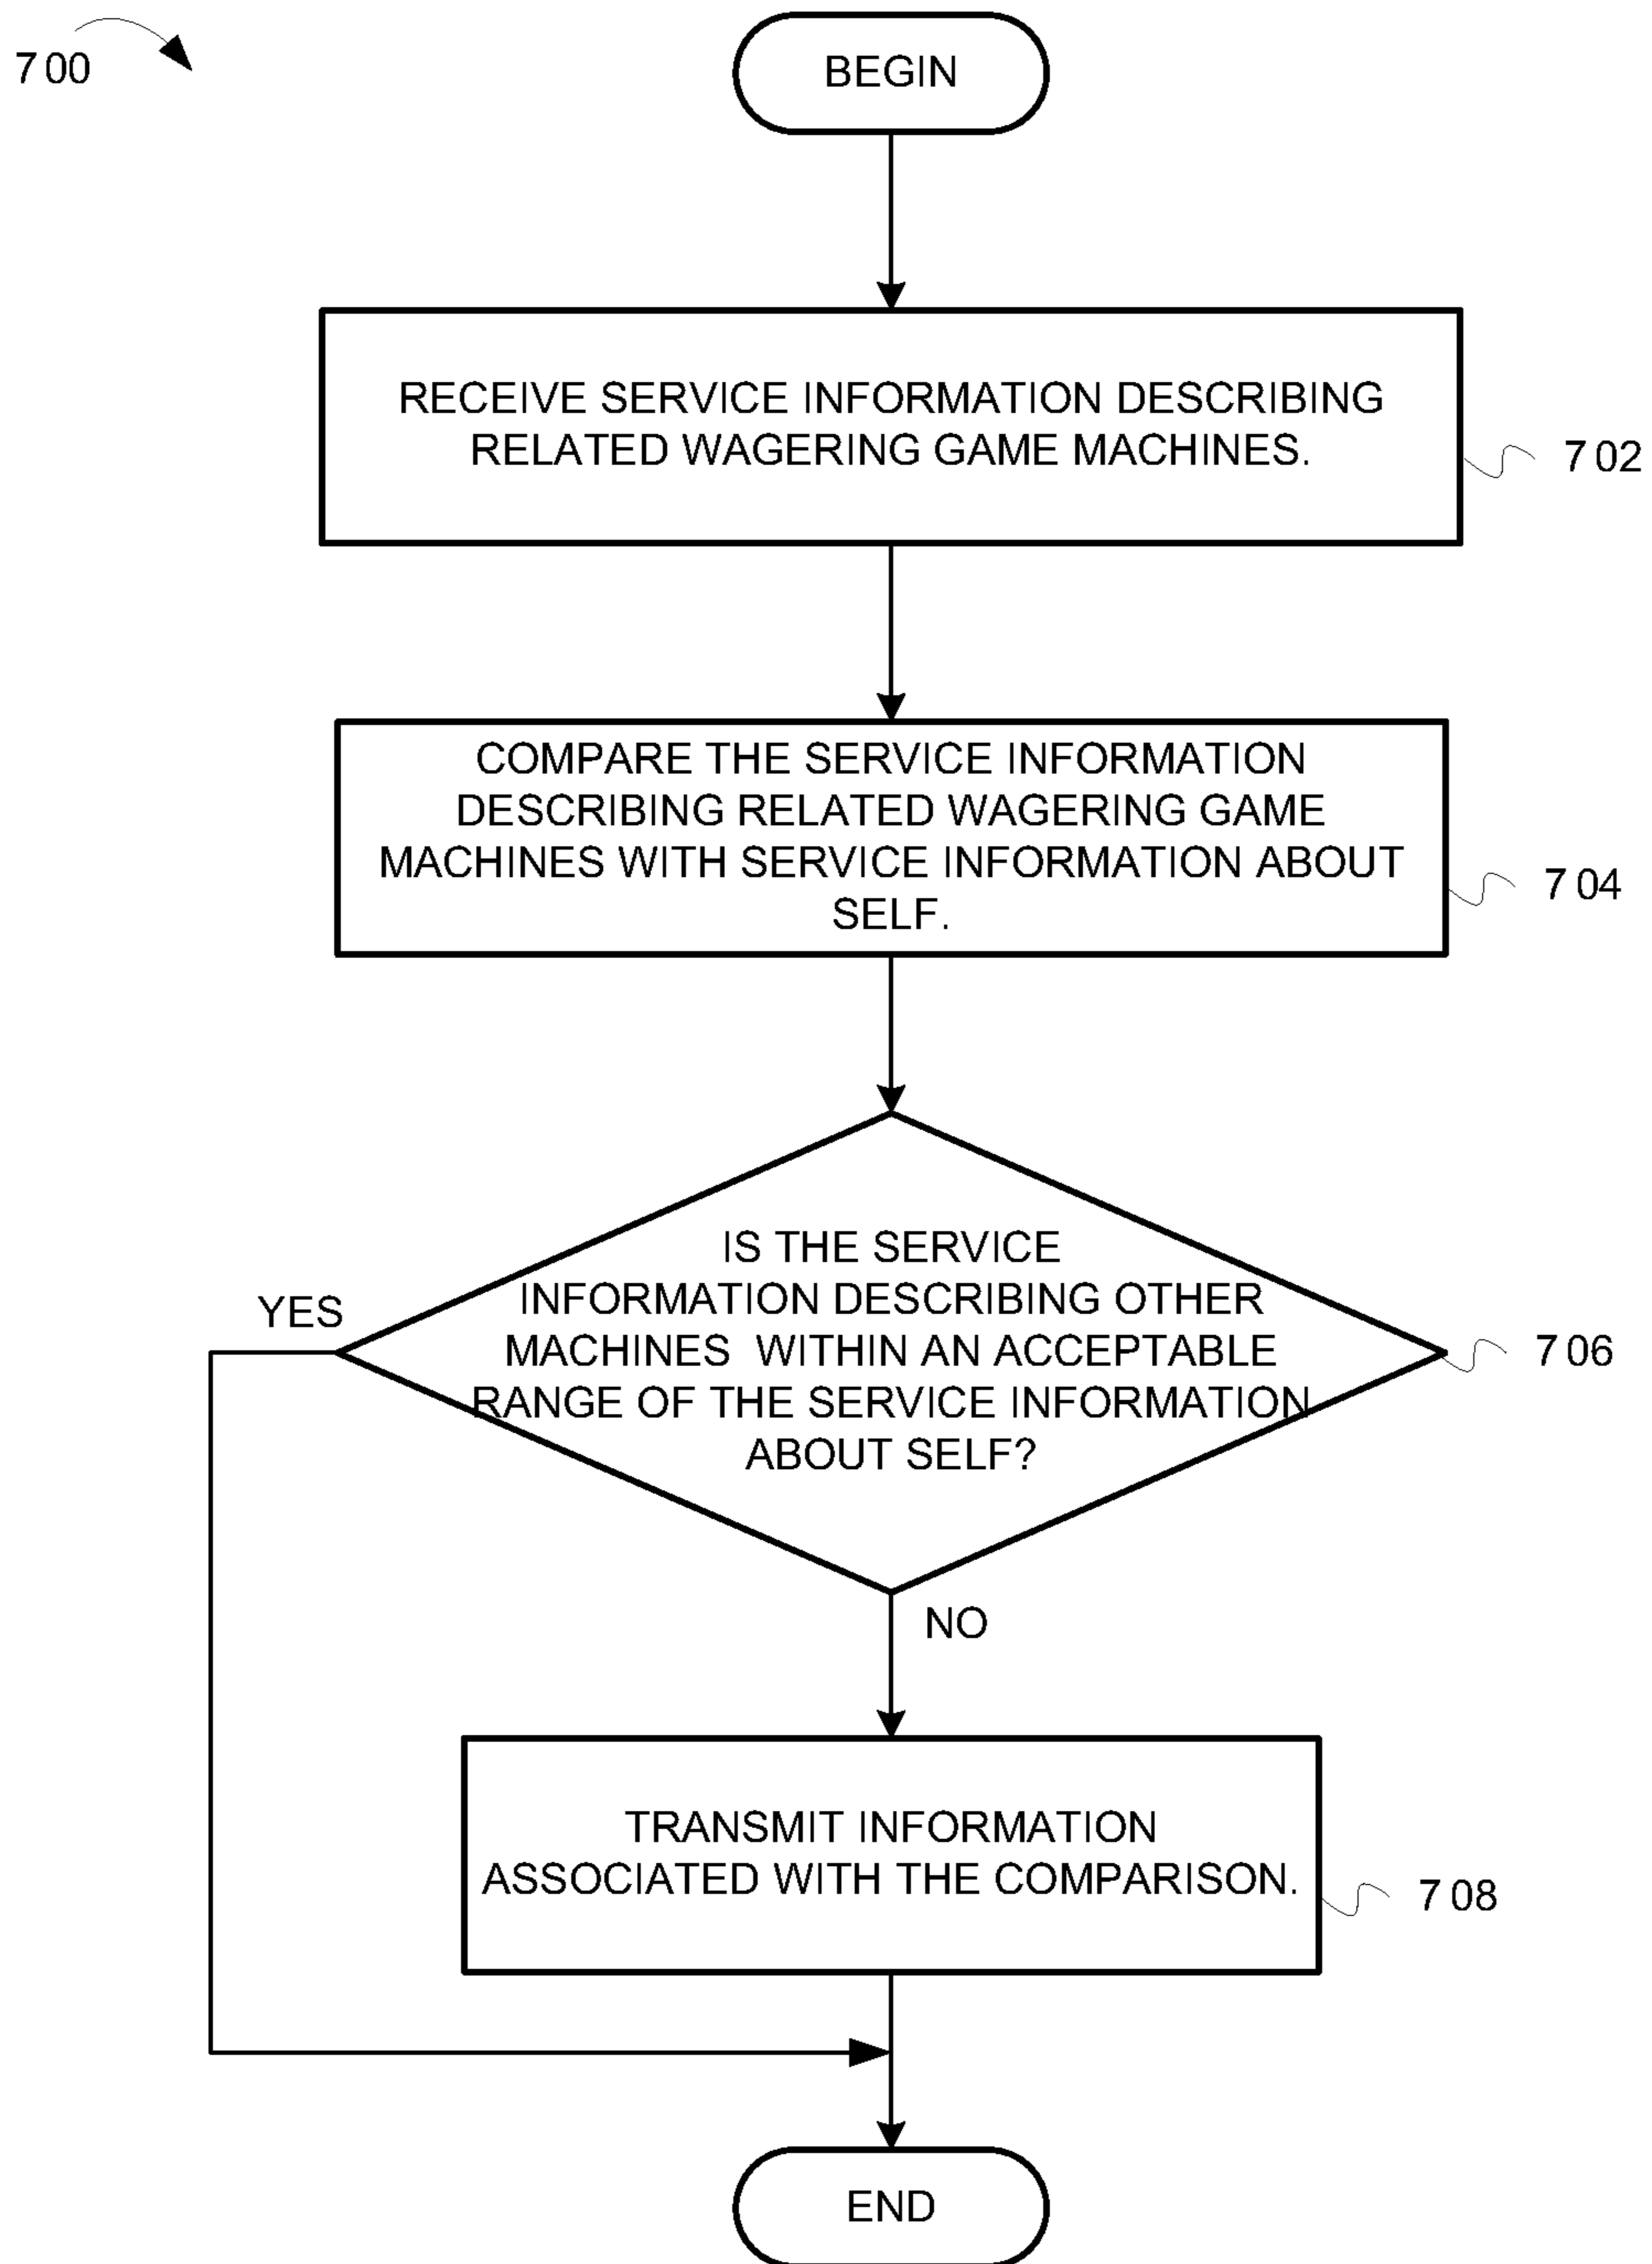 700
BEGIN
RECEIVE SERVICE INFORMATION DESCRIBING
RELATED WAGERING GAME MACHINES.
702
COMPARE THE SERVICE INFORMATION
DESCRIBING RELATED WAGERING GAME
MACHINES WITH SERVICE INFORMATION ABOUT
SELF.
704
IS THE SERVICE
INFORMATION DESCRIBING OTHER
MACHINES WITHIN AN ACCEPTABLE
RANGE OF THE SERVICE INFORMATION
ABOUT SELF?
706
YES
NO
TRANSMIT INFORMATION
ASSOCIATED WITH THE COMPARISON.
708
END